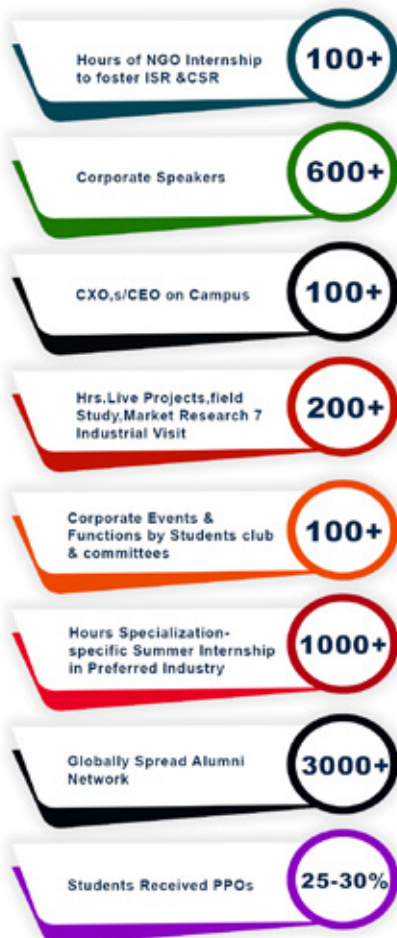 Hours of NGO Internship
to foster ISR &CSR
100+
Corporate Speakers
600+
CXO,s/CEO on Campus
100+
Hrs.Live Projects,field
Study,Market Research 7
Industrial Visit
200+
Corporate Events &
Functions by Students club
& committees
100+
Hours Specialization-
specific Summer Internship
in Preferred Industry
1000+
Globally Spread Alumni
Network
3000+
Students Received PPOs
25-30%